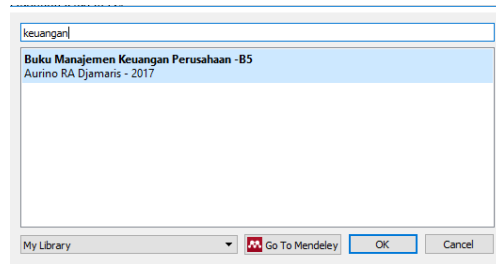 keuangan
Buku Manajemen Keuangan Perusahaan -B5
Aurino RA Djamaris - 2017
My Library
Go To Mendeley
OK
Cancel